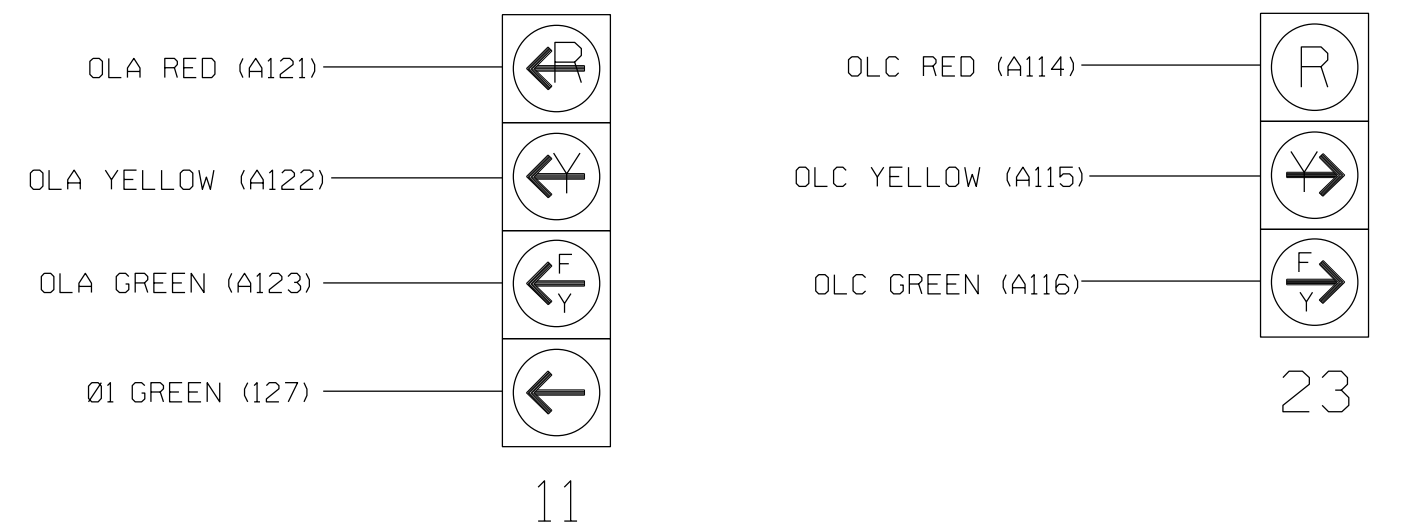 OLA RED (A121)
R
OLA YELLOW (A122)
Y
OLA GREEN (A123)
F
Y
Ø1 GREEN (127)
11
OLC RED (A114)
R
OLC YELLOW (A115)
Y
OLC GREEN (A116)
F
Y
23